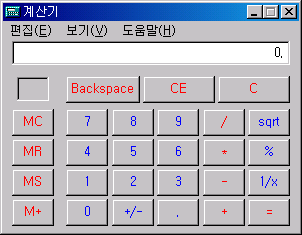 계산기
편집(E) 보기(V) 도움말(H)
0.
Backspace CE C
MC 7 8 9 / sqrt
MR 4 5 6 * %
MS 1 2 3 - 1/x
M+ 0 +/- . + =